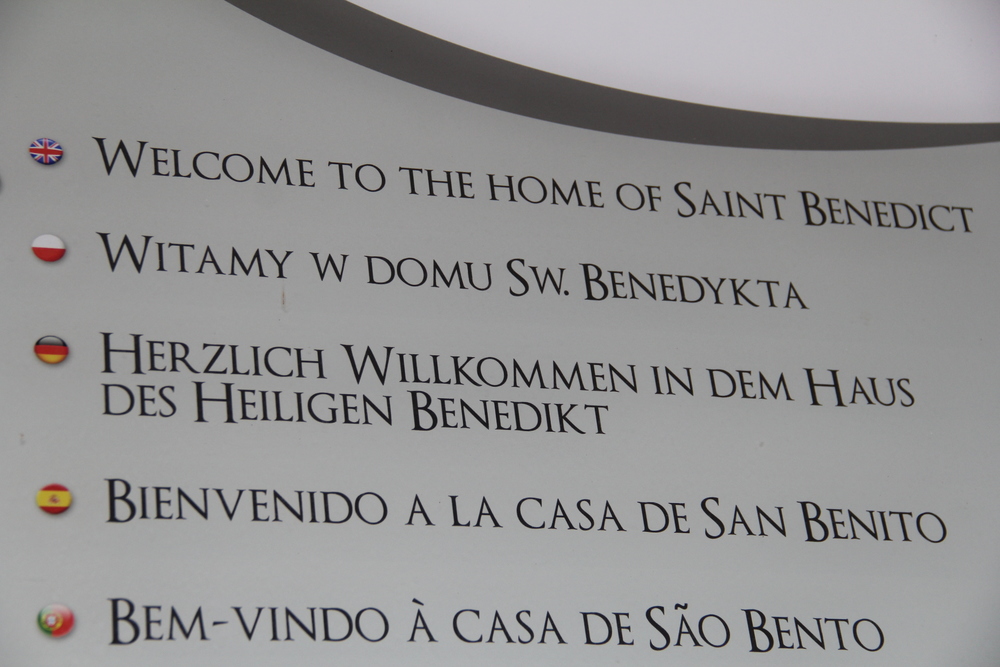 Welcome to the home of Saint Benedict
Witamy w domu Sw. Benedykta
Herzlich Willkommen in dem Haus
des Heiligen Benedikt
Bienvenido a la casa de San Benito
Bem-vindo à casa de São Bento